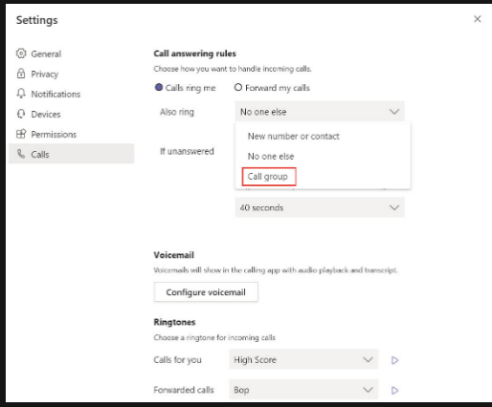 Settings
General
Privacy
Notifications
Devices
Permissions
Calls
Call answering rules
Choose how you want to handle incoming calls.
Calls ring me
Forward my calls
Also ring
No one else
New number or contact
No one else
Call group
If unanswered
40 seconds
Voicemail
Voicemails will show in the calling app with audio playback and transcript.
Configure voicemail
Ringtones
Choose a ringtone for incoming calls
Calls for you
High Score
Forwarded calls
Bop